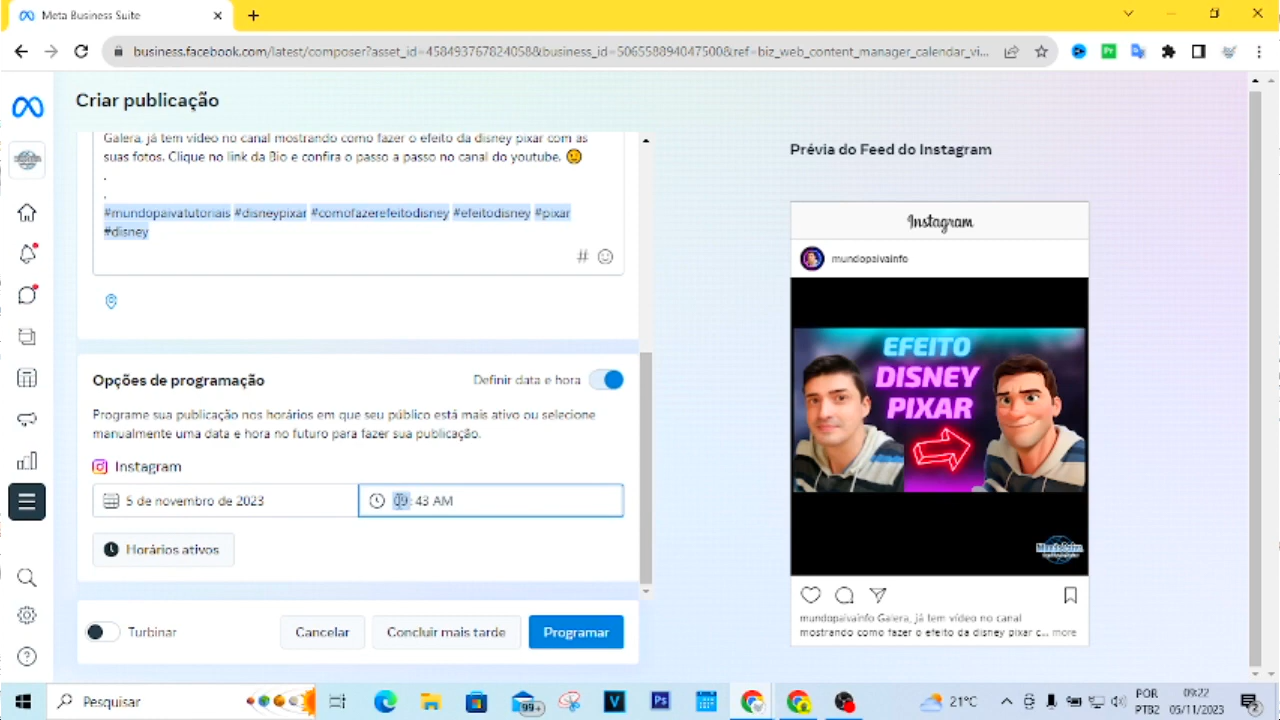 Meta Business Suite
business.facebook.com/latest/composer?asset_id=458493767824058&business_id=506558894047500&ref=biz_web_content_manager_calendar_vi...
Criar publicação
Galera, já tem vídeo no canal mostrando como fazer o efeito da disney pixar com as
suas fotos. Clique no link da Bio e confira o passo a passo no canal do youtube.
.
.
#mundopaivatutoriais #disneypixar #comofazerefeitodisney #efeitodisney #pixar
#disney
Opções de programação
Definir data e hora
Programe sua publicação nos horários em que seu público está mais ativo ou selecione
manualmente uma data e hora no futuro para fazer sua publicação.
Instagram
5 de novembro de 2023
09: 43 AM
Horários ativos
Turbinar
Cancelar
Concluir mais tarde
Programar
Prévia do Feed do Instagram
Instagram
mundopaivainfo
EFEITO
DISNEY
PIXAR
mundopaivainfo Galera, já tem vídeo no canal
mostrando como fazer o efeito da disney pixar c... more
Pesquisar
99+
V
Ps
21°C
POR
PTB2
09:22
05/11/2023
2